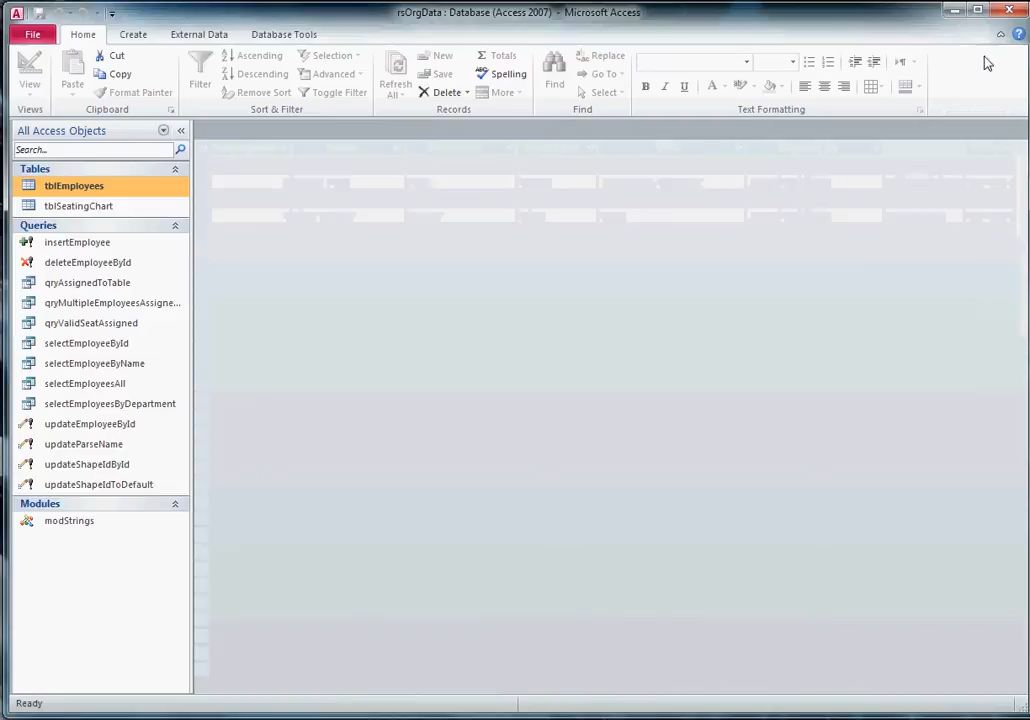 rsOrgData : Database (Access 2007) - Microsoft Access
File Home Create External Data Database Tools
View
Views
Paste
Cut
Copy
Format Painter
Clipboard
Filter
Ascending
Descending
Remove Sort
Selection
Advanced
Toggle Filter
Sort & Filter
Refresh All
New
Save
Delete
Totals
Spelling
More
Records
Find
Replace
Go To
Select
Find
B I U
A
ab
Text Formatting
All Access Objects
Search...
Tables
tblEmployees
tblSeatingChart
Queries
insertEmployee
deleteEmployeeById
qryAssignedToTable
qryMultipleEmployeesAssigne...
qryValidSeatAssigned
selectEmployeeById
selectEmployeeByName
selectEmployeesAll
selectEmployeesByDepartment
updateEmployeeById
updateParseName
updateShapeIdById
updateShapeIdToDefault
Modules
modStrings
Ready